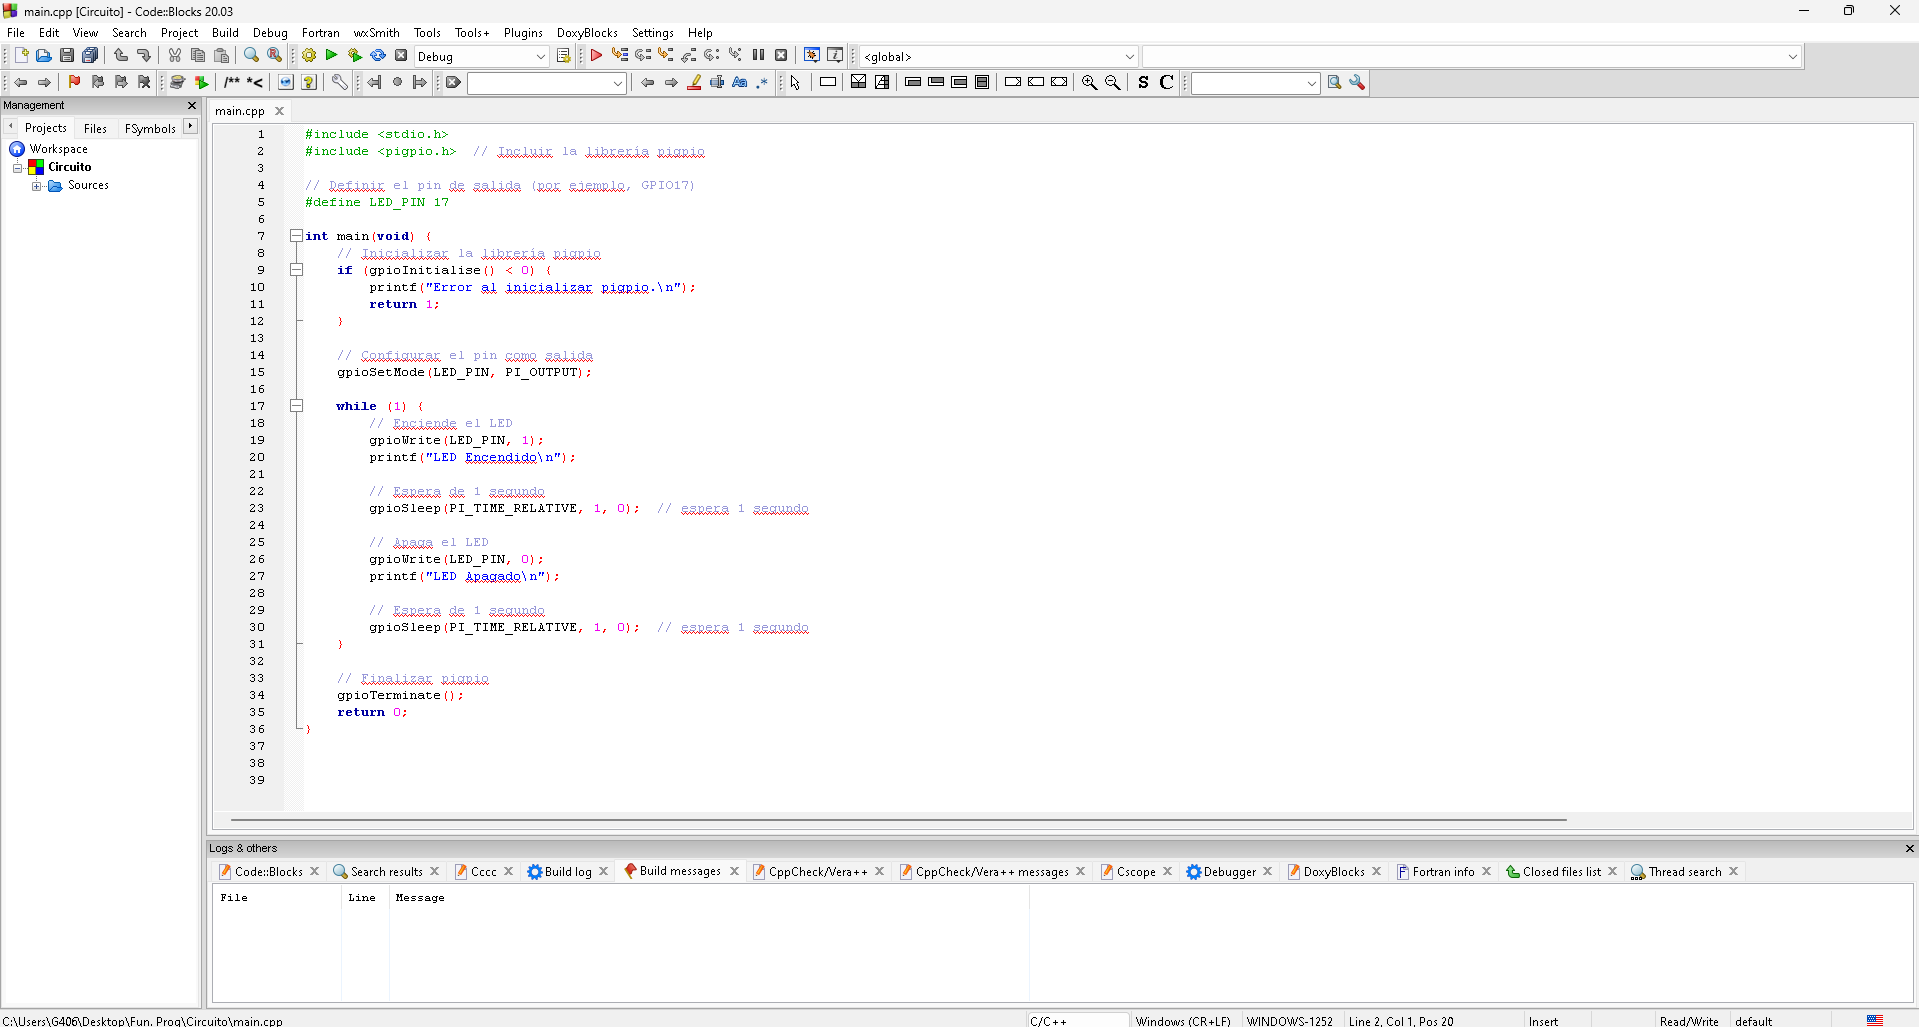 main.cpp [Circuito] - Code::Blocks 20.03
File Edit View Search Project Build Debug Fortran wxSmith Tools Tools+ Plugins DoxyBlocks Settings Help
Debug <global>
/** *< Aa .* S C
Management
Projects Files FSymbols
Workspace
Circuito
Sources
main.cpp
1 #include <stdio.h>
2 #include <pigpio.h> // Incluir la librería pigpio
3
4 // Definir el pin de salida (por ejemplo, GPIO17)
5 #define LED_PIN 17
6
7 int main(void) {
8 // Inicializar la librería pigpio
9 if (gpioInitialise() < 0) {
10 printf("Error al inicializar pigpio.\n");
11 return 1;
12 }
13
14 // Configurar el pin como salida
15 gpioSetMode(LED_PIN, PI_OUTPUT);
16
17 while (1) {
18 // Enciende el LED
19 gpioWrite(LED_PIN, 1);
20 printf("LED Encendido\n");
21
22 // Espera de 1 segundo
23 gpioSleep(PI_TIME_RELATIVE, 1, 0); // espera 1 segundo
24
25 // Apaga el LED
26 gpioWrite(LED_PIN, 0);
27 printf("LED Apagado\n");
28
29 // Espera de 1 segundo
30 gpioSleep(PI_TIME_RELATIVE, 1, 0); // espera 1 segundo
31 }
32
33 // Finalizar pigpio
34 gpioTerminate();
35 return 0;
36 }
37
38
39
Logs & others
Code::Blocks Search results Cccc Build log Build messages CppCheck/Vera++ CppCheck/Vera++ messages Cscope Debugger DoxyBlocks Fortran info Closed files list Thread search
File Line Message
C:\Users\G406\Desktop\Fun. Prog\Circuito\main.cpp C/C++ Windows (CR+LF) WINDOWS-1252 Line 2, Col 1, Pos 20 Insert Read/Write default